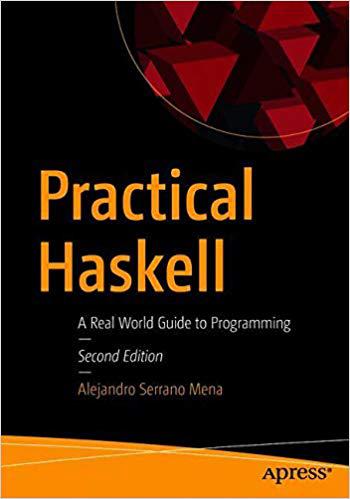 Practical
Haskell
A Real World Guide to Programming
—
Second Edition
—
Alejandro Serrano Mena
Apress®